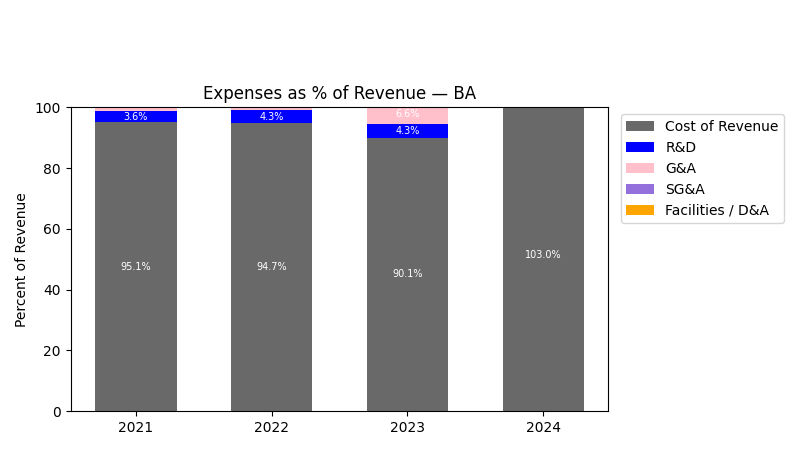 Expenses as % of Revenue — BA
Percent of Revenue
100
80
60
40
20
0
3.6%
95.1%
4.3%
94.7%
6.6%
4.3%
90.1%
103.0%
2021
2022
2023
2024
Cost of Revenue
R&D
G&A
SG&A
Facilities / D&A